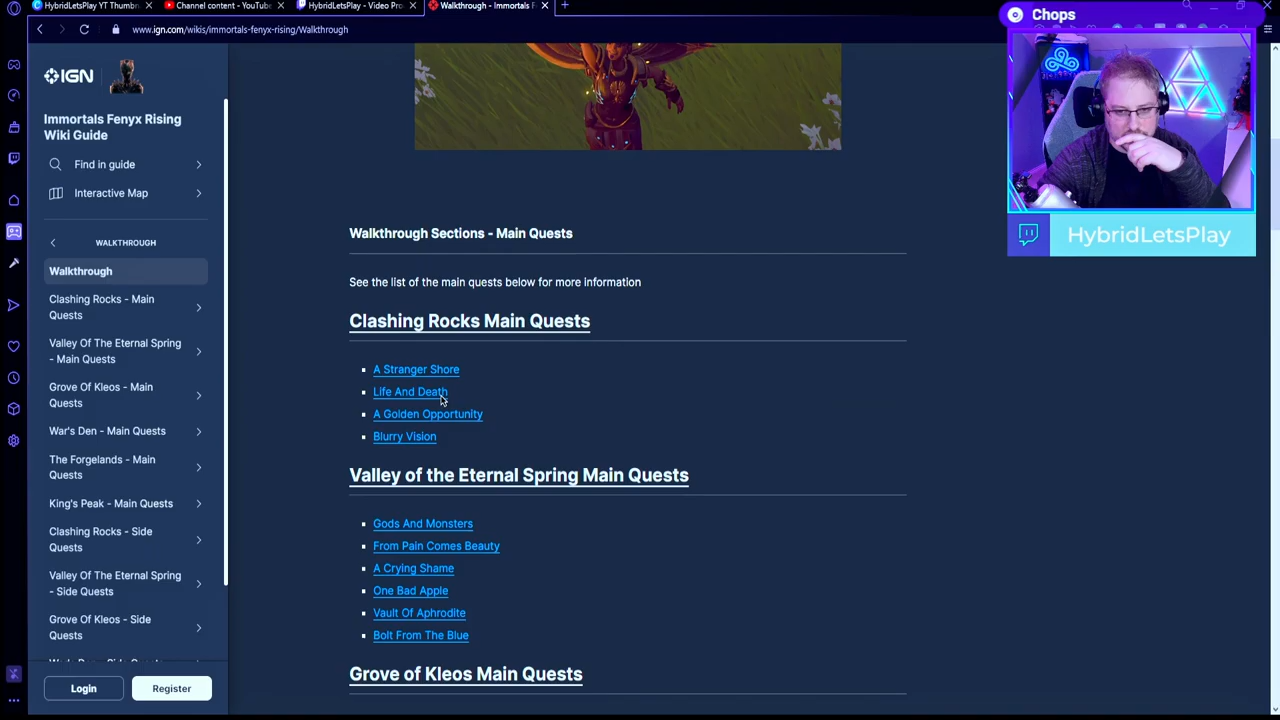 HybridLetsPlay YT Thumbn
Channel content - YouTube
HybridLetsPlay - Video Pro
Walkthrough - Immortals F
www.ign.com/wikis/immortals-fenyx-rising/Walkthrough
Chops
HybridLetsPlay
IGN
Immortals Fenyx Rising
Wiki Guide
Find in guide
Interactive Map
WALKTHROUGH
Walkthrough
Clashing Rocks - Main
Quests
Valley Of The Eternal Spring
- Main Quests
Grove Of Kleos - Main
Quests
War's Den - Main Quests
The Forgelands - Main
Quests
King's Peak - Main Quests
Clashing Rocks - Side
Quests
Valley Of The Eternal Spring
- Side Quests
Grove Of Kleos - Side
Quests
Login
Register
Walkthrough Sections - Main Quests
See the list of the main quests below for more information
Clashing Rocks Main Quests
A Stranger Shore
Life And Death
A Golden Opportunity
Blurry Vision
Valley of the Eternal Spring Main Quests
Gods And Monsters
From Pain Comes Beauty
A Crying Shame
One Bad Apple
Vault Of Aphrodite
Bolt From The Blue
Grove of Kleos Main Quests